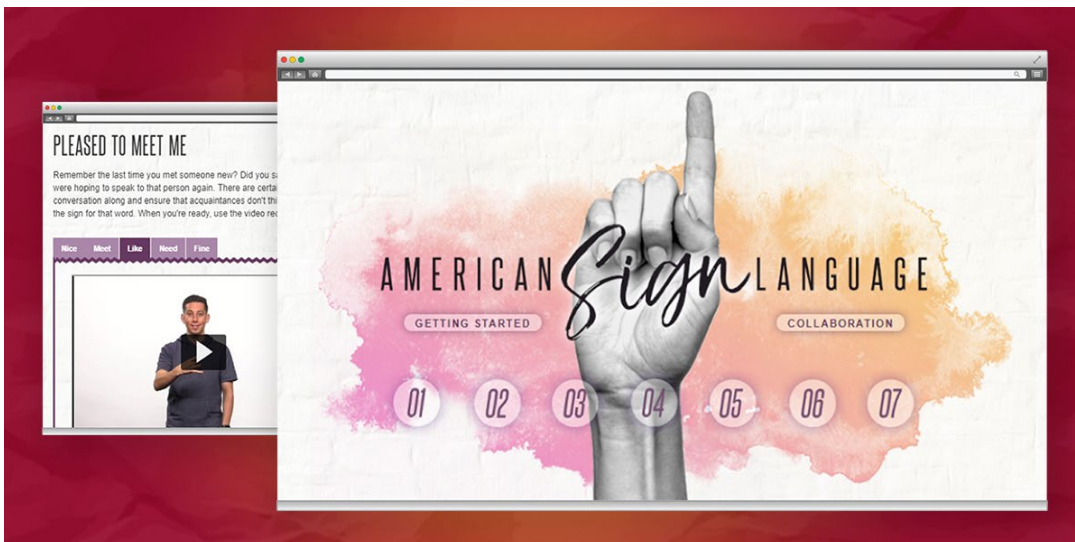 PLEASED TO MEET ME
Remember the last time you met someone new? Did you
were hoping to speak to that person again. There are
conversation along and ensure that acquaintances don't
the sign for that word. When you're ready, use the video
Nice Meet Like Need Fine
AMERICAN Sign LANGUAGE
GETTING STARTED
COLLABORATION
01 02 03 04 05 06 07